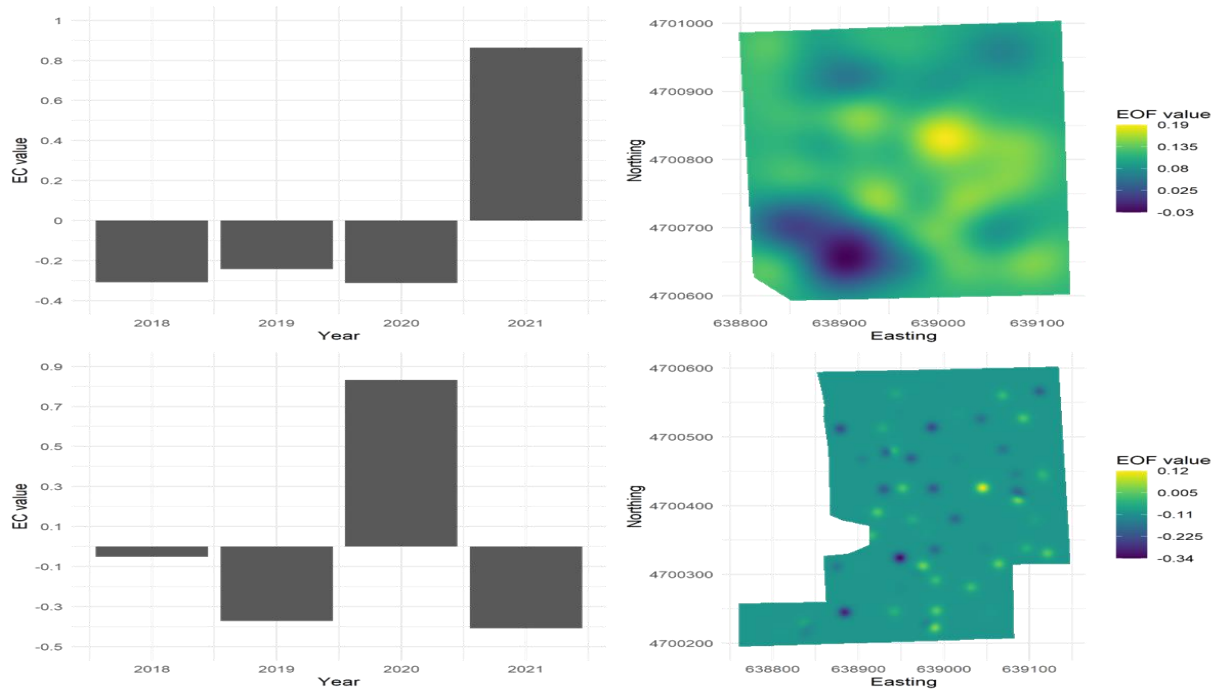 1
0.8
0.6
0.4
0.2
0
-0.2
-0.4
EC value
2018 2019 2020 2021
Year
4701000
4700900
4700800
4700700
4700600
Northing
638800 638900 639000 639100
Easting
EOF value
0.19
0.135
0.08
0.025
-0.03
0.9
0.7
0.5
0.3
0.1
-0.1
-0.3
-0.5
EC value
2018 2019 2020 2021
Year
4700600
4700500
4700400
4700300
4700200
Northing
638800 638900 639000 639100
Easting
EOF value
0.12
0.005
-0.11
-0.225
-0.34